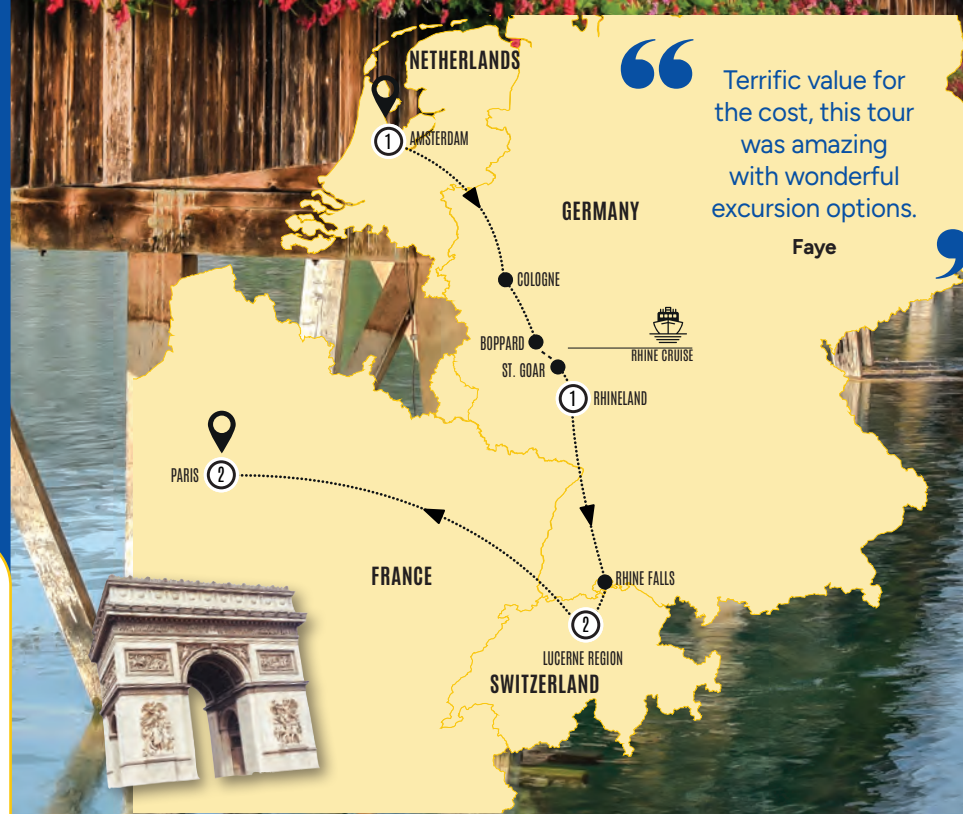 NETHERLANDS
“
Terrific value for
the cost, this tour
was amazing
with wonderful
excursion options.
”
Faye
1 AMSTERDAM
GERMANY
COLOGNE
BOPPARD
RHINE CRUISE
ST. GOAR
1 RHINELAND
PARIS 2
FRANCE
RHINE FALLS
2
LUCERNE REGION
SWITZERLAND